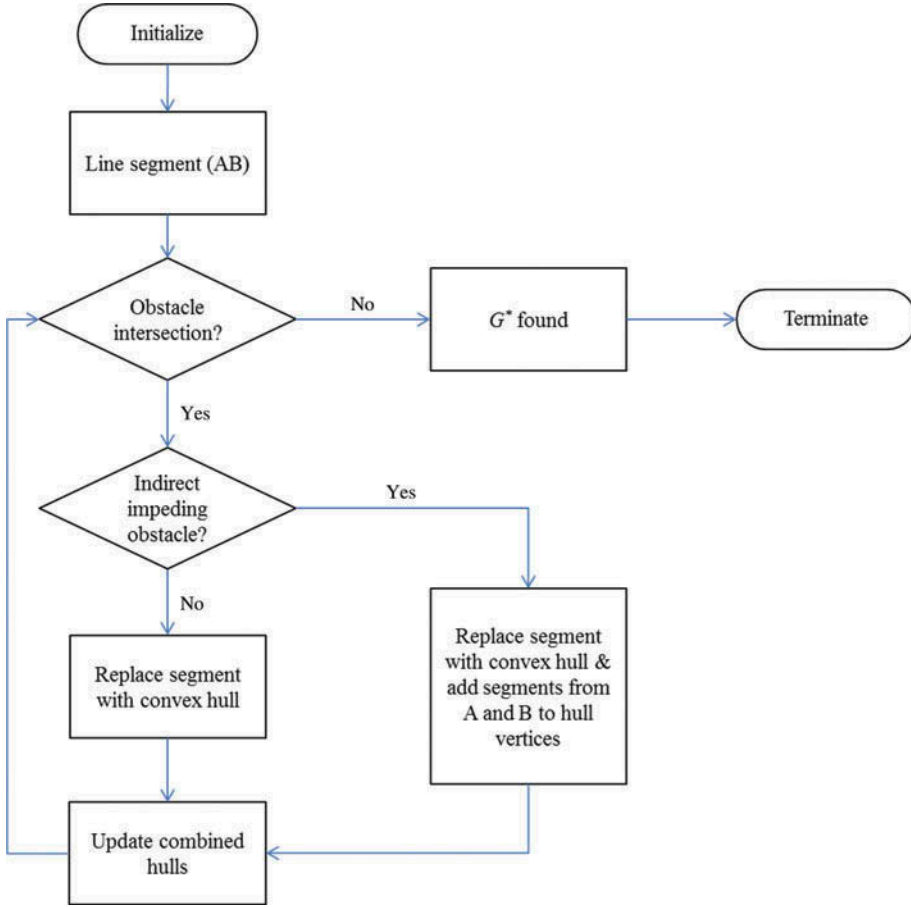 Initialize
Line segment (AB)
Obstacle
intersection?
No
G* found
Terminate
Yes
Indirect
impeding
obstacle?
Yes
No
Replace segment
with convex hull
Replace segment
with convex hull &
add segments from
A and B to hull
vertices
Update combined
hulls